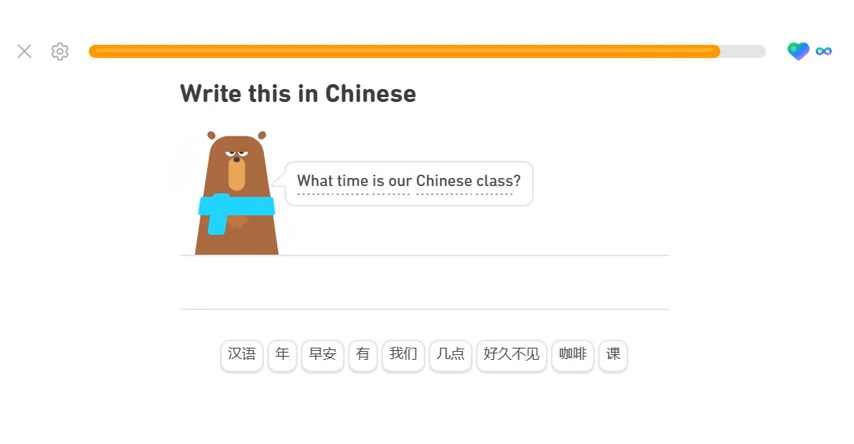 Write this in Chinese
What time is our Chinese class?
汉语 年 早安 有 我们 几点 好久不见 咖啡 课